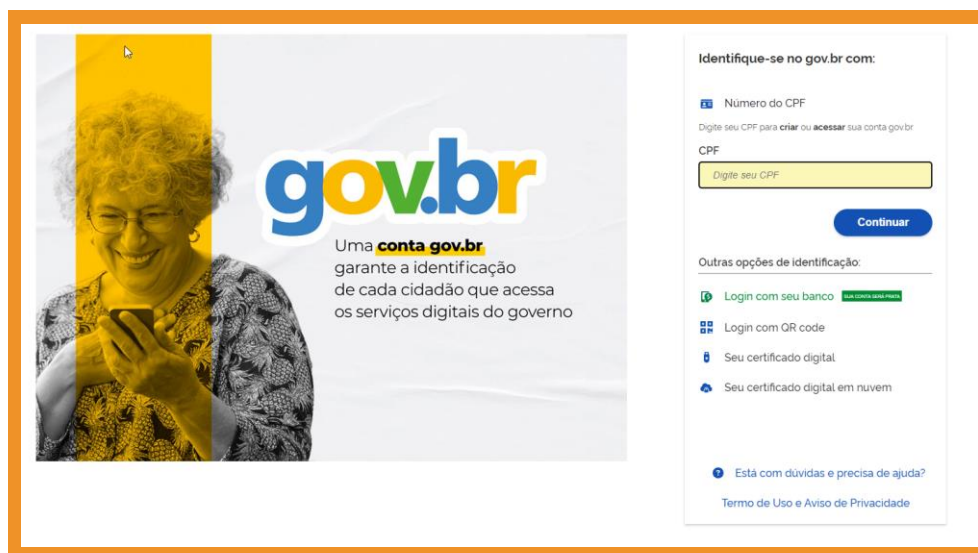 gov.br
Uma conta gov.br
garante a identificação
de cada cidadão que acessa
os serviços digitais do governo
Identifique-se no gov.br com:
Número do CPF
Digite seu CPF para criar ou acessar sua conta gov.br
CPF
Digite seu CPF
Continuar
Outras opções de identificação:
Login com seu banco SUA CONTA SERÁ PRATA
Login com QR code
Seu certificado digital
Seu certificado digital em nuvem
Está com dúvidas e precisa de ajuda?
Termo de Uso e Aviso de Privacidade